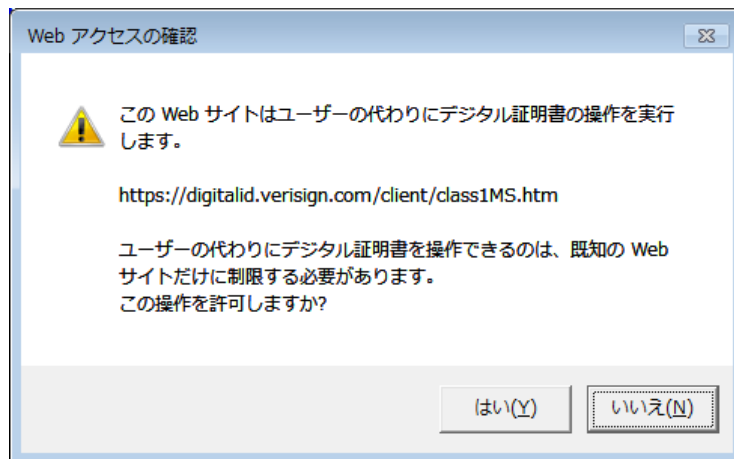 Web アクセスの確認
この Web サイトはユーザーの代わりにデジタル証明書の操作を実行
します。
https://digitalid.verisign.com/client/class1MS.htm
ユーザーの代わりにデジタル証明書を操作できるのは、既知の Web
サイトだけに制限する必要があります。
この操作を許可しますか?
はい(Y)
いいえ(N)